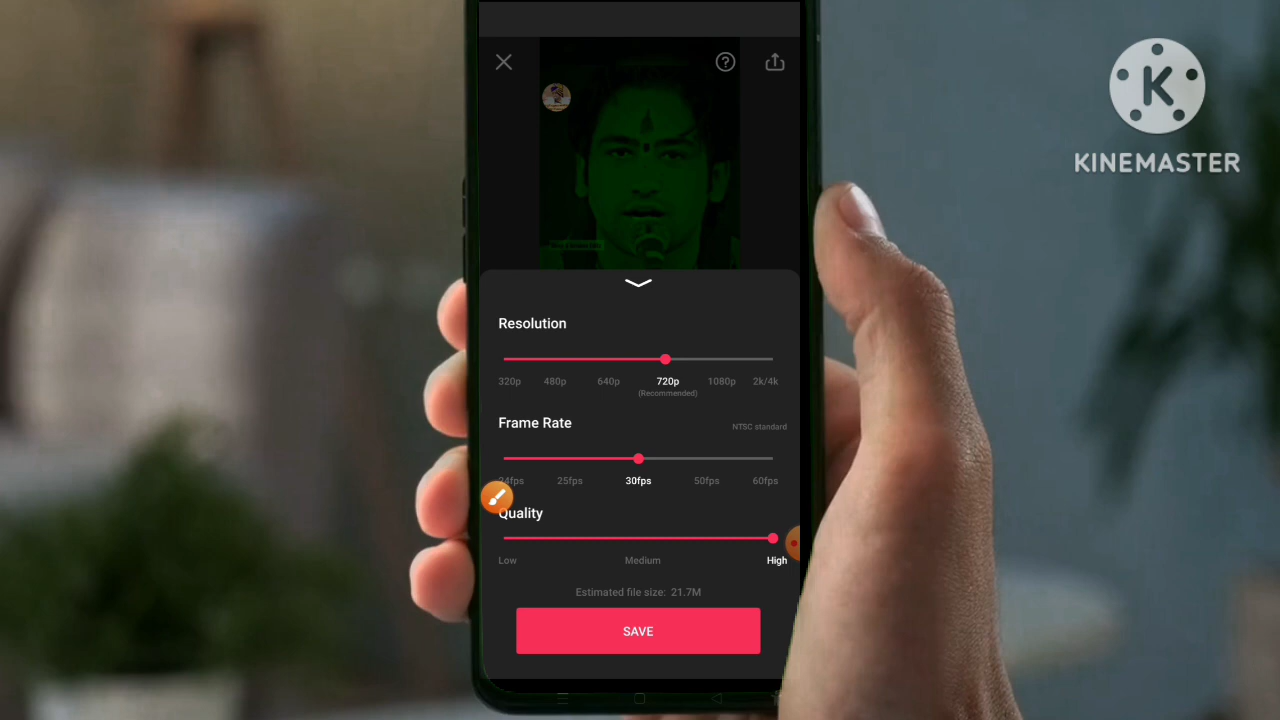 KINEMASTER
Resolution
320p 480p 640p 720p 1080p 2k/4k
(Recommended)
Frame Rate NTSC standard
24fps 25fps 30fps 50fps 60fps
Quality
Low Medium High
Estimated file size: 21.7M
SAVE